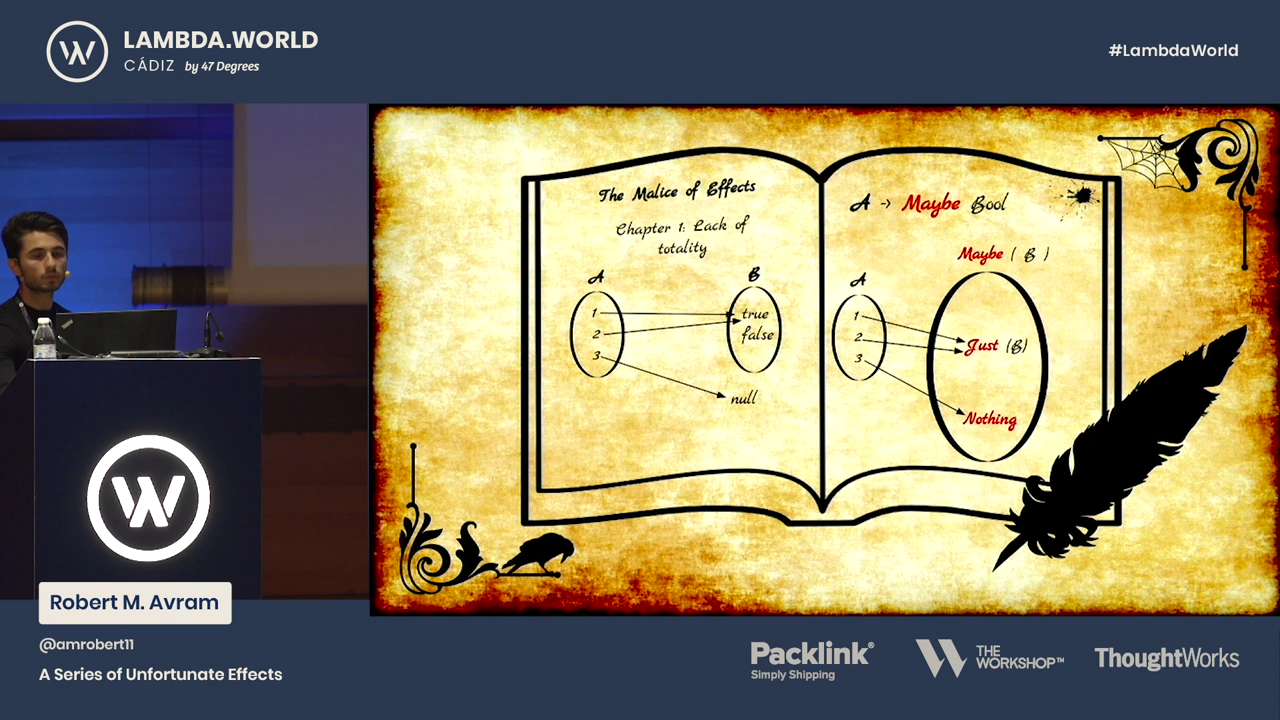 LAMBDA.WORLD
CÁDIZ by 47 Degrees
#LambdaWorld
The Malice of Effects
Chapter 1: Lack of
totality
A B
1 true
2 false
3
null
A -> Maybe Bool
Maybe ( B )
A
1
2 Just (B)
3
Nothing
W
Robert M. Avram
@amrobert11
A Series of Unfortunate Effects
Packlink®
Simply Shipping
THE
WORKSHOP™
ThoughtWorks